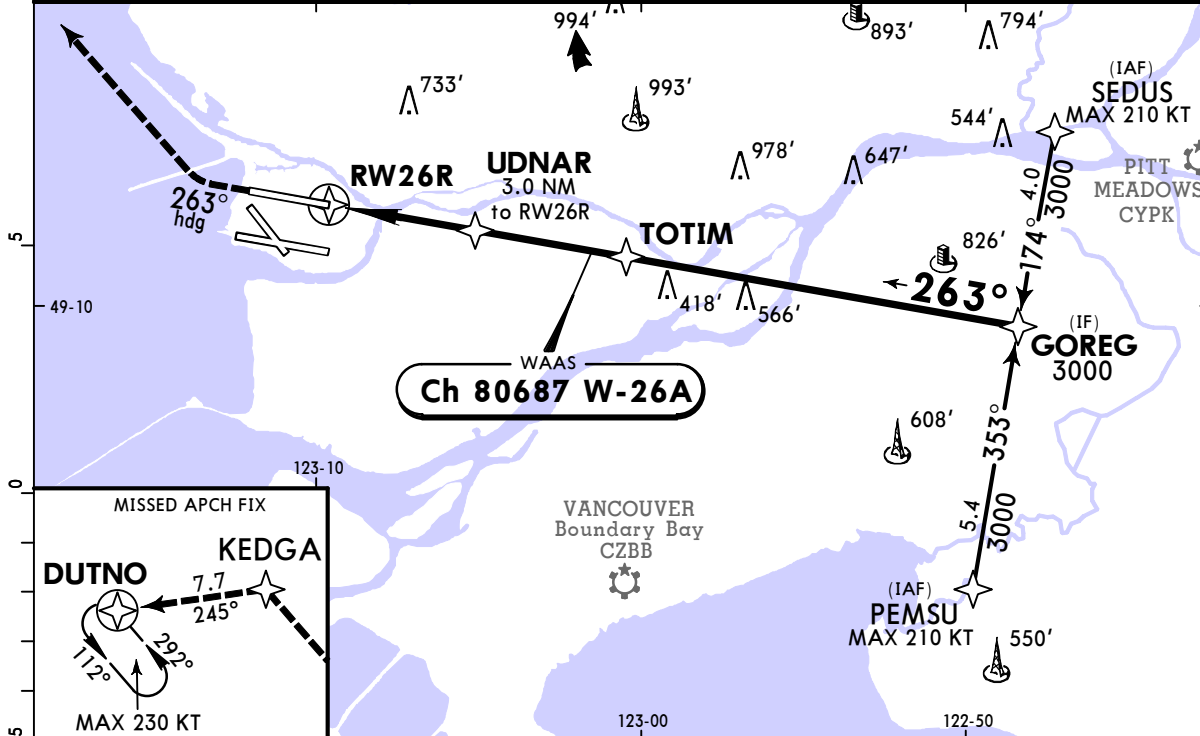 994′
893′
794′
733′
993′
(IAF)
SEDUS
MAX 210 KT
544′
978′
647′
UDNAR
3.0 NM
to RW26R
RW26R
263°
hdg
PITT
MEADOWS
CYPK
4.0
3000
174°
TOTIM
826′
5
49-10
418′
566′
263°
(IF)
GOREG
3000
WAAS
Ch 80687 W-26A
608′
353°
123-10
0
MISSED APCH FIX
KEDGA
DUTNO
7.7
245°
292°
112°
MAX 230 KT
VANCOUVER
Boundary Bay
CZBB
5.4
3000
(IAF)
PEMSU
MAX 210 KT
550′
123-00
122-50
5